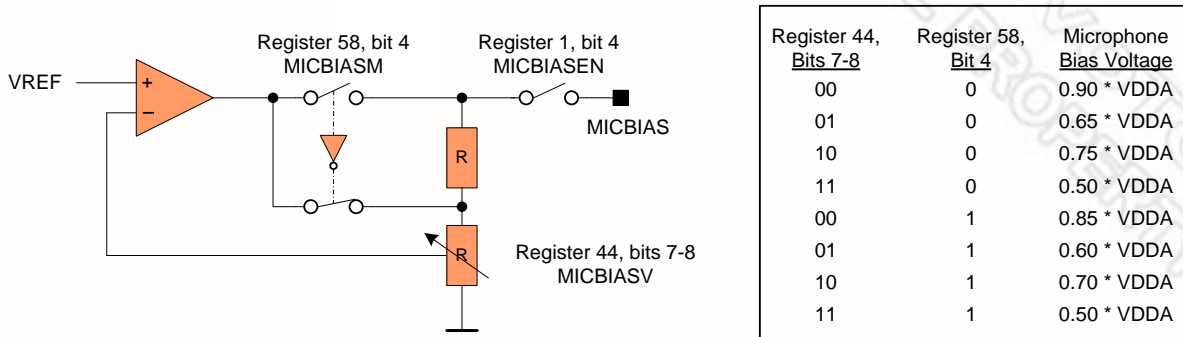 Register 58, bit 4
MICBIASM
Register 1, bit 4
MICBIASEN
VREF
+
−
MICBIAS
R
R
Register 44, bits 7-8
MICBIASV
Register 44, Register 58, Microphone
Bits 7-8 Bit 4 Bias Voltage
00 0 0.90 * VDDA
01 0 0.65 * VDDA
10 0 0.75 * VDDA
11 0 0.50 * VDDA
00 1 0.85 * VDDA
01 1 0.60 * VDDA
10 1 0.70 * VDDA
11 1 0.50 * VDDA